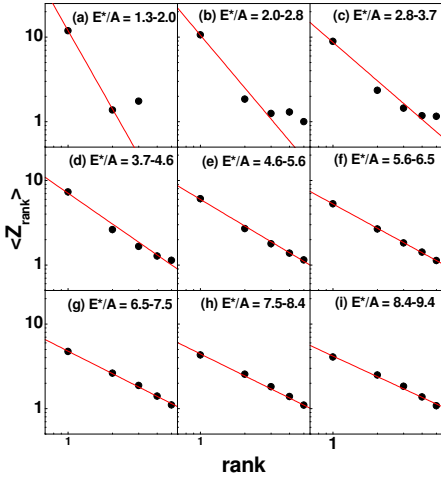 (a) E*/A = 1.3-2.0
(b) E*/A = 2.0-2.8
(c) E*/A = 2.8-3.7
10
1
(d) E*/A = 3.7-4.6
(e) E*/A = 4.6-5.6
(f) E*/A = 5.6-6.5
10
1
<Z_rank>
(g) E*/A = 6.5-7.5
(h) E*/A = 7.5-8.4
(i) E*/A = 8.4-9.4
10
1
1
1
1
rank